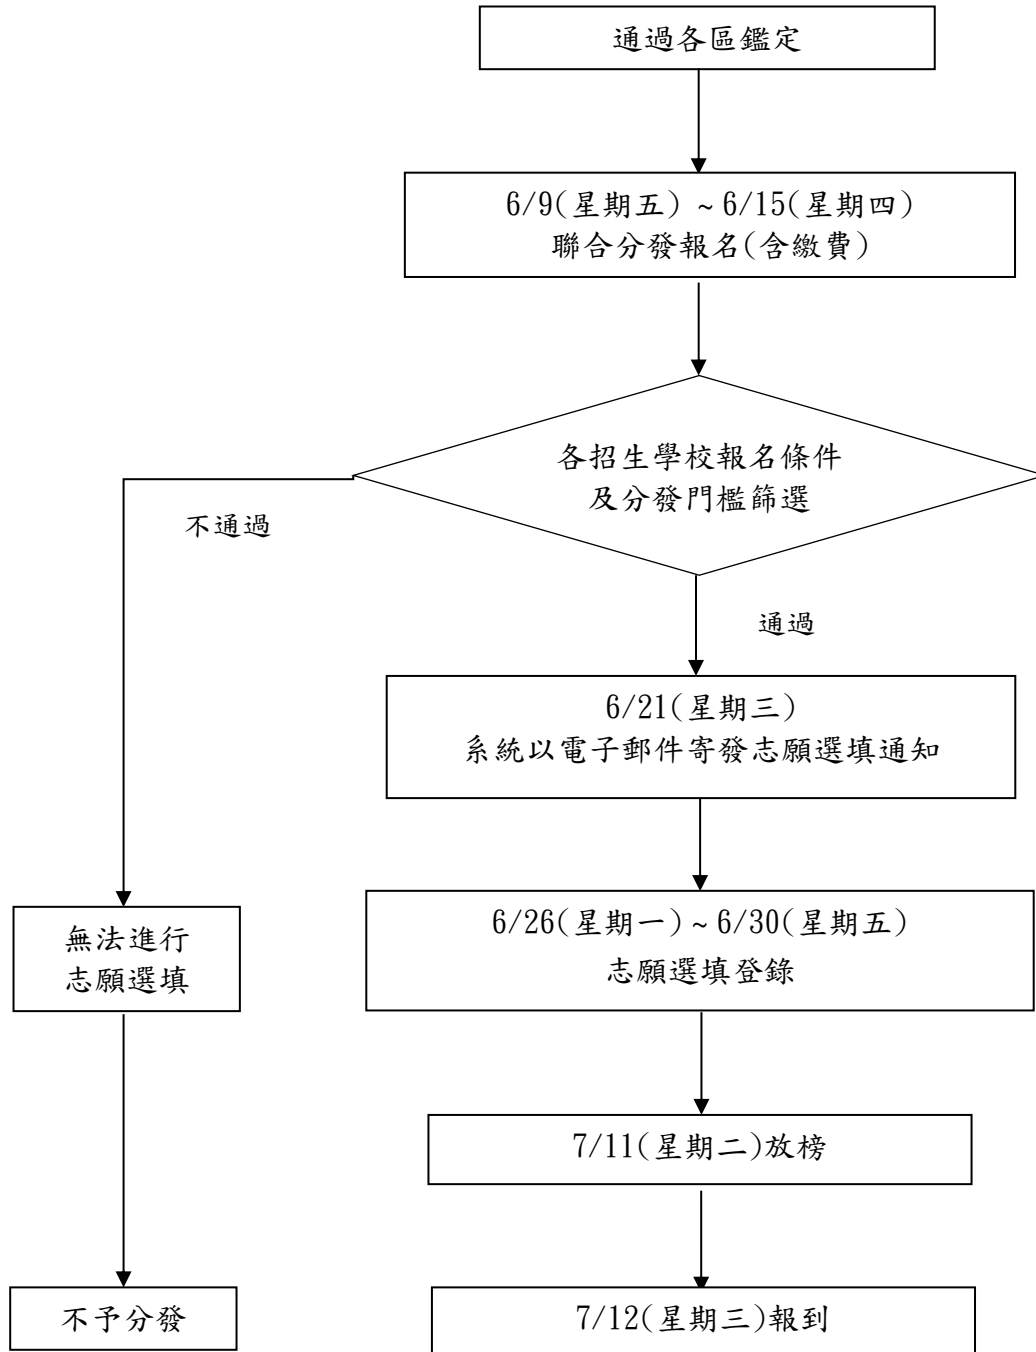 通過各區鑑定
6/9(星期五) ~ 6/15(星期四)
聯合分發報名(含繳費)
各招生學校報名條件
及分發門檻篩選
不通過
通過
6/21(星期三)
系統以電子郵件寄發志願選填通知
6/26(星期一) ~ 6/30(星期五)
志願選填登錄
無法進行
志願選填
7/11(星期二)放榜
不予分發
7/12(星期三)報到